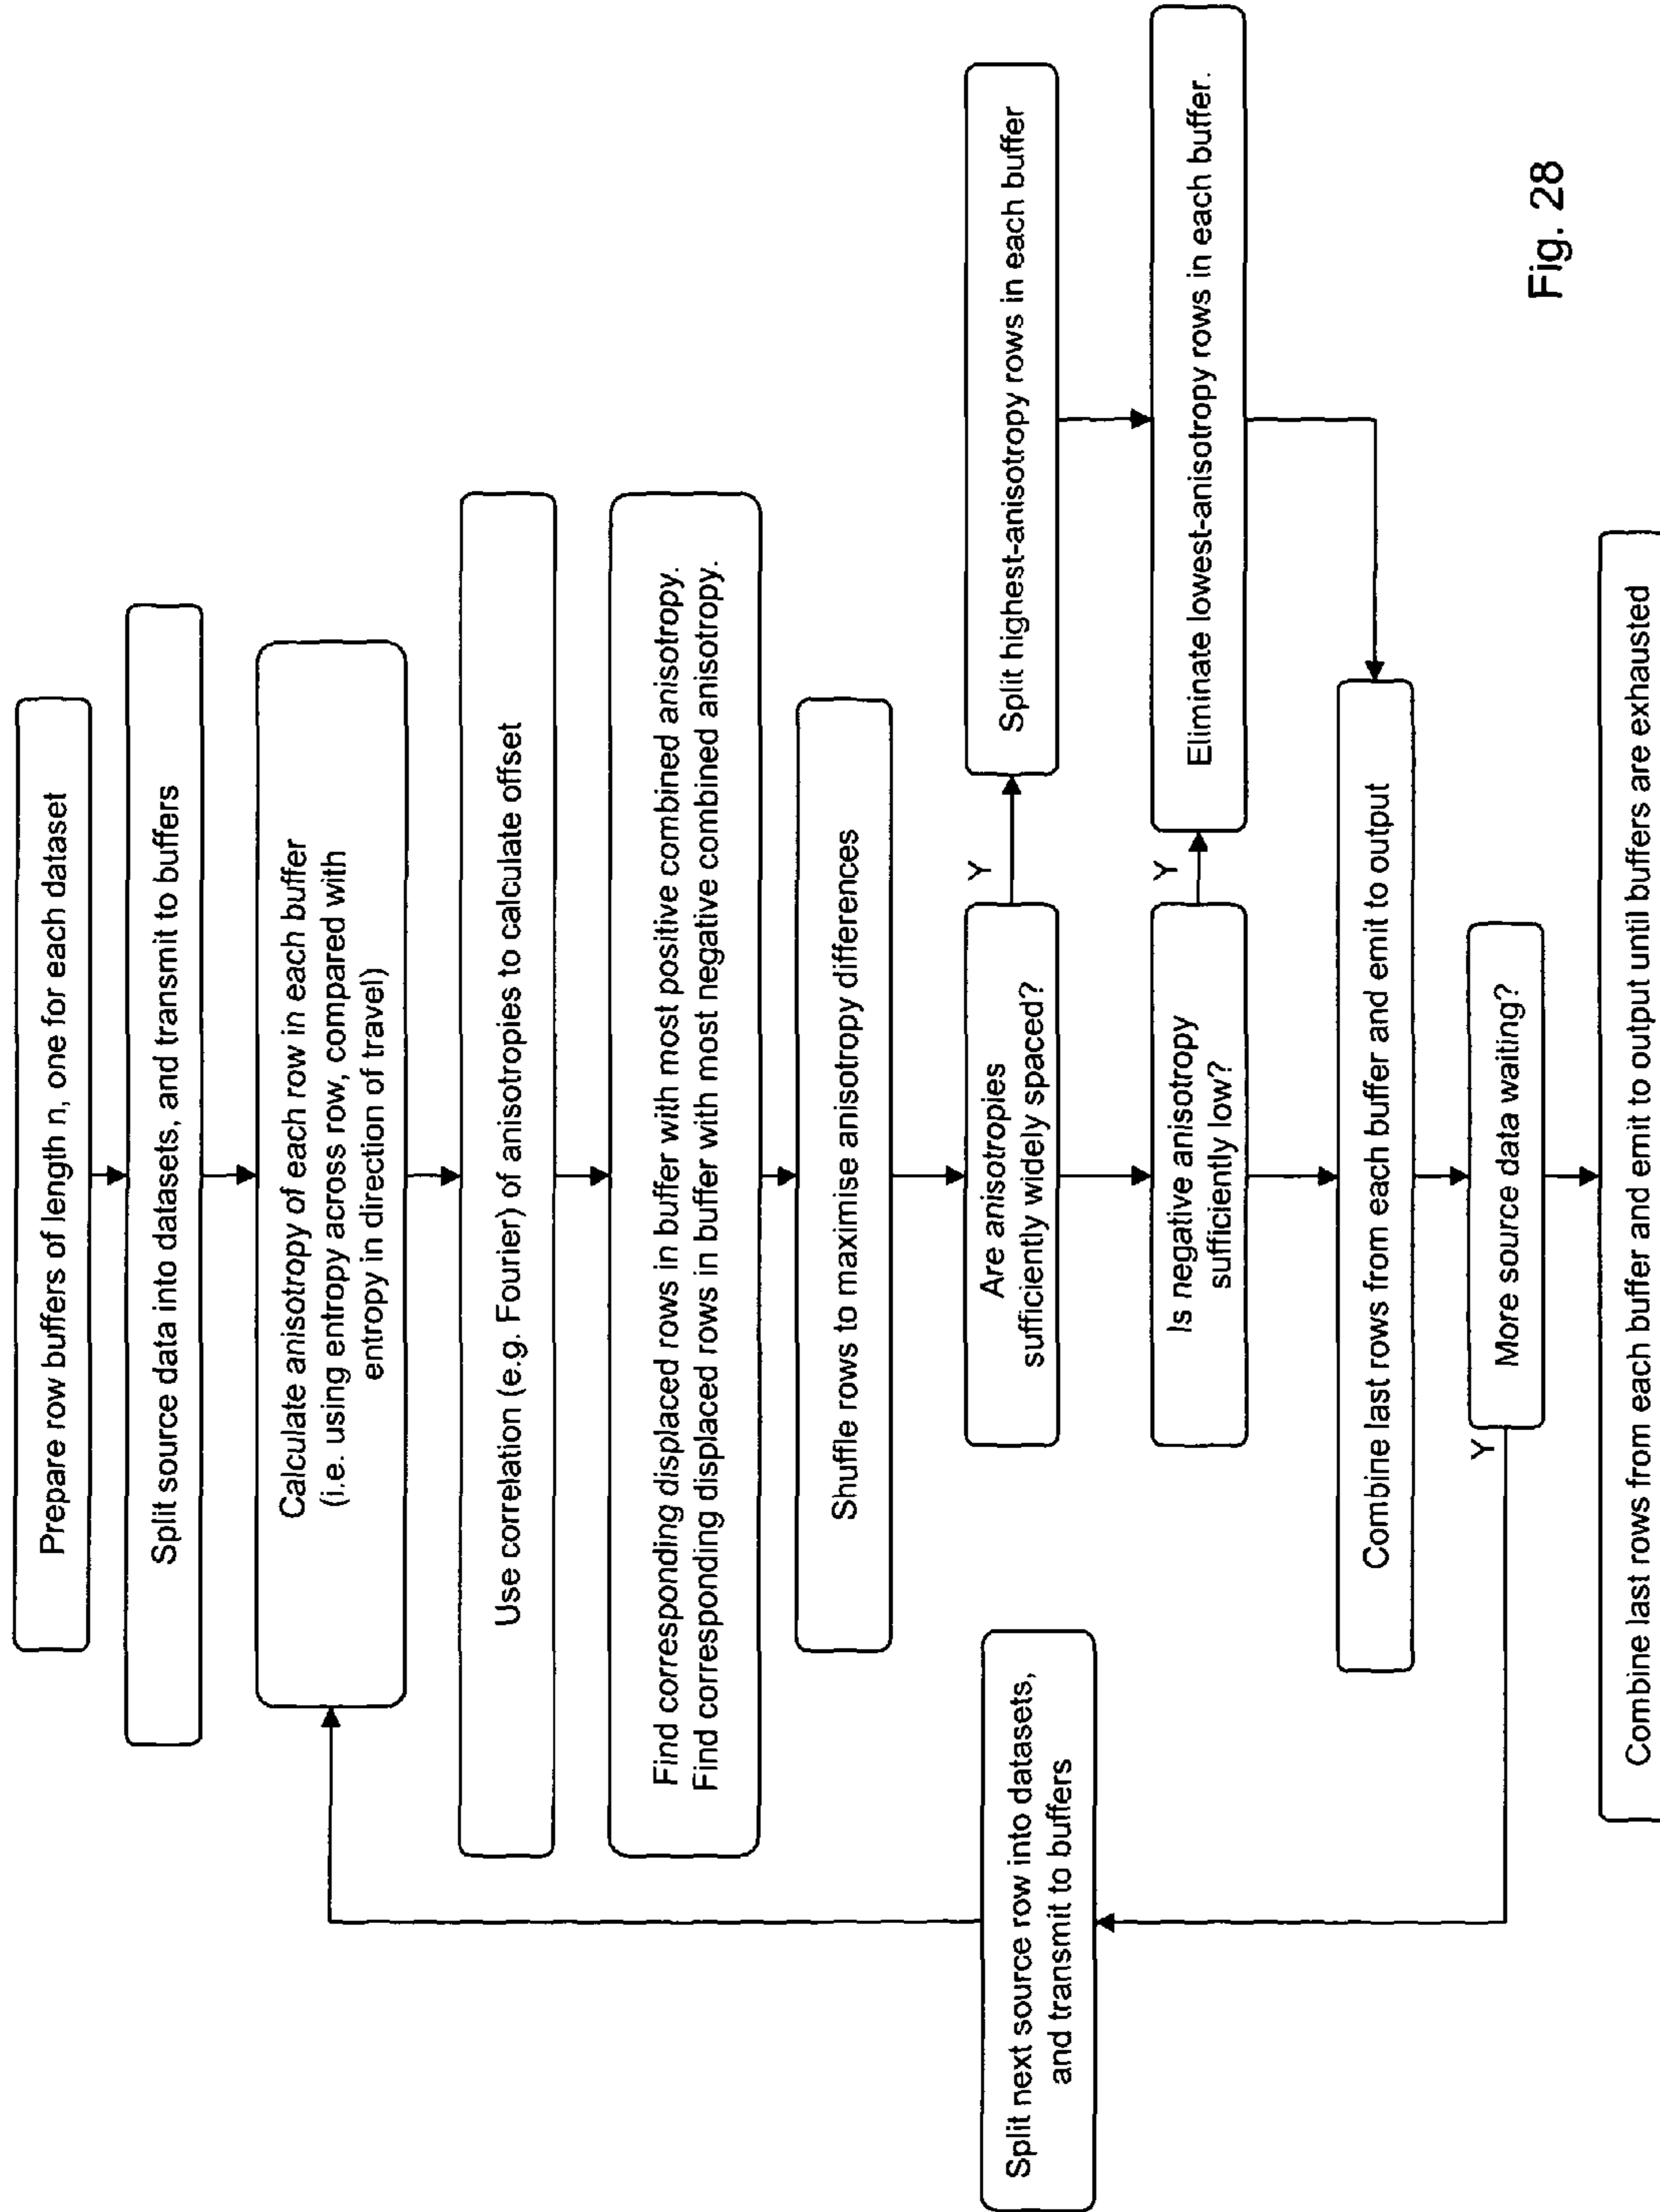 Prepare row buffers of length n, one for each dataset
Split source data into datasets, and transmit to buffers
Calculate anisotropy of each row in each buffer
(i.e. using entropy across row, compared with
entropy in direction of travel)
Use correlation (e.g. Fourier) of anisotropies to calculate offset
Find corresponding displaced rows in buffer with most positive combined anisotropy.
Find corresponding displaced rows in buffer with most negative combined anisotropy.
Shuffle rows to maximise anisotropy differences
Are anisotropies
sufficiently widely spaced?
Y
Split highest-anisotropy rows in each buffer
Is negative anisotropy
sufficiently low?
Y
Eliminate lowest-anisotropy rows in each buffer.
Combine last rows from each buffer and emit to output
More source data waiting?
Y
Split next source row into datasets,
and transmit to buffers
Combine last rows from each buffer and emit to output until buffers are exhausted
Fig. 28